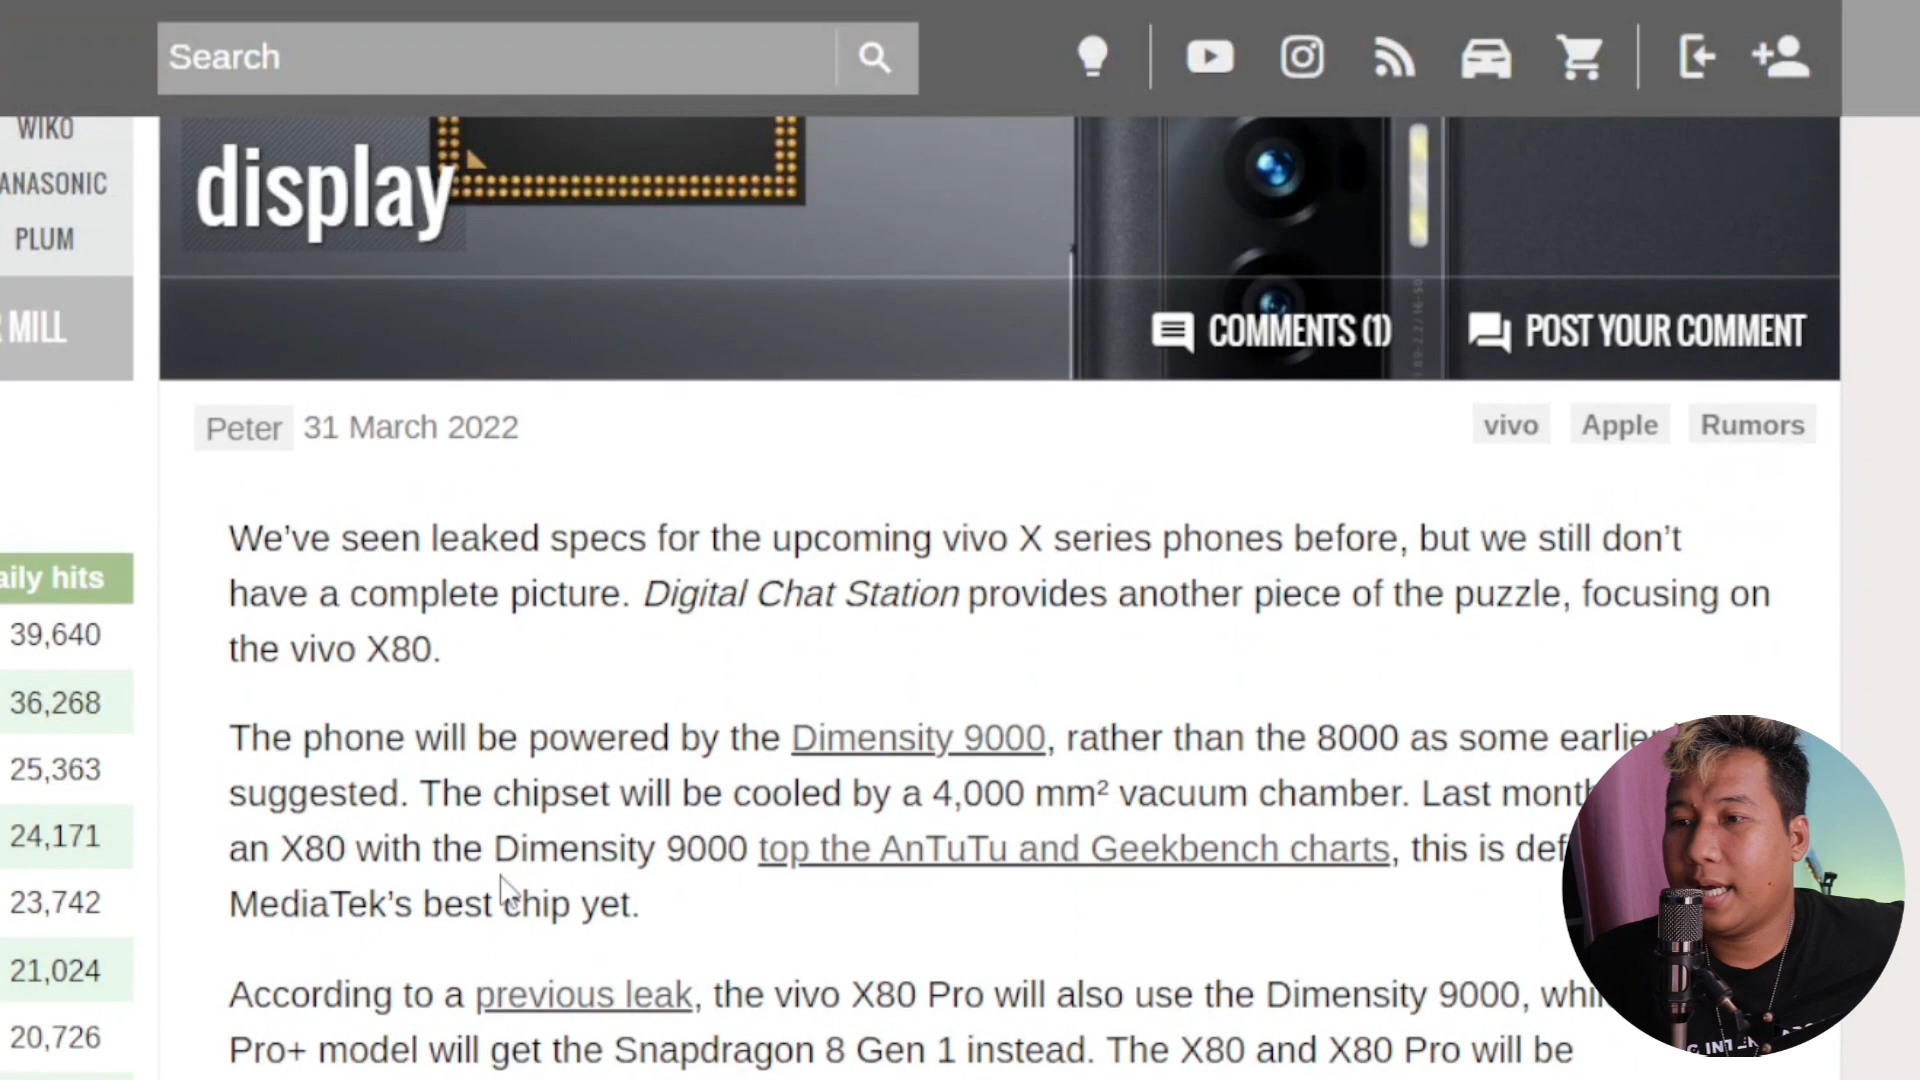 Search
WIKO
ANASONIC
PLUM
MILL
display
COMMENTS (1)
POST YOUR COMMENT
Peter 31 March 2022
vivo Apple Rumors
We’ve seen leaked specs for the upcoming vivo X series phones before, but we still don’t
have a complete picture. Digital Chat Station provides another piece of the puzzle, focusing on
the vivo X80.
The phone will be powered by the Dimensity 9000, rather than the 8000 as some earlier
suggested. The chipset will be cooled by a 4,000 mm² vacuum chamber. Last month
an X80 with the Dimensity 9000 top the AnTuTu and Geekbench charts, this is def
MediaTek’s best chip yet.
According to a previous leak, the vivo X80 Pro will also use the Dimensity 9000, whi
Pro+ model will get the Snapdragon 8 Gen 1 instead. The X80 and X80 Pro will be
aily hits
39,640
36,268
25,363
24,171
23,742
21,024
20,726